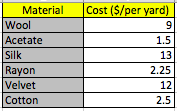 Material Cost ($/per yard)
Wool 9
Acetate 1.5
Silk 13
Rayon 2.25
Velvet 12
Cotton 2.5